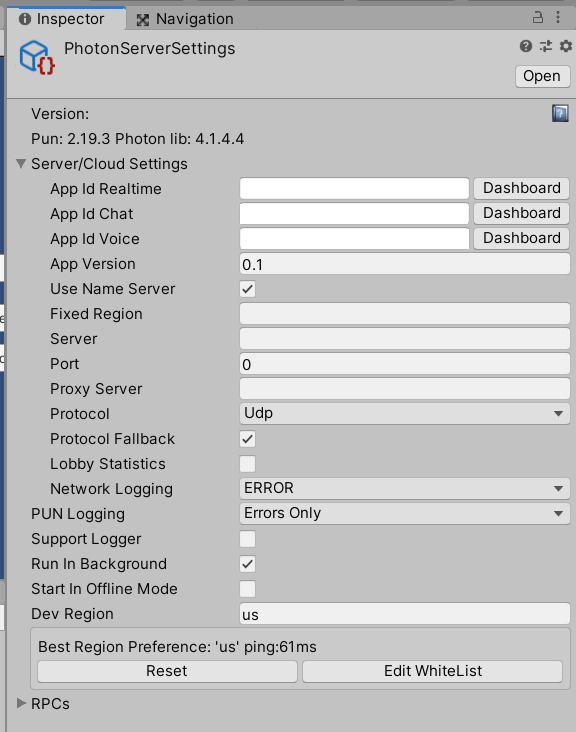 Inspector Navigation
PhotonServerSettings
Open
Version:
Pun: 2.19.3 Photon lib: 4.1.4.4
Server/Cloud Settings
App Id Realtime Dashboard
App Id Chat Dashboard
App Id Voice Dashboard
App Version 0.1
Use Name Server
Fixed Region
Server
Port 0
Proxy Server
Protocol Udp
Protocol Fallback
Lobby Statistics
Network Logging ERROR
PUN Logging Errors Only
Support Logger
Run In Background
Start In Offline Mode
Dev Region us
Best Region Preference: 'us' ping:61ms
Reset Edit WhiteList
RPCs